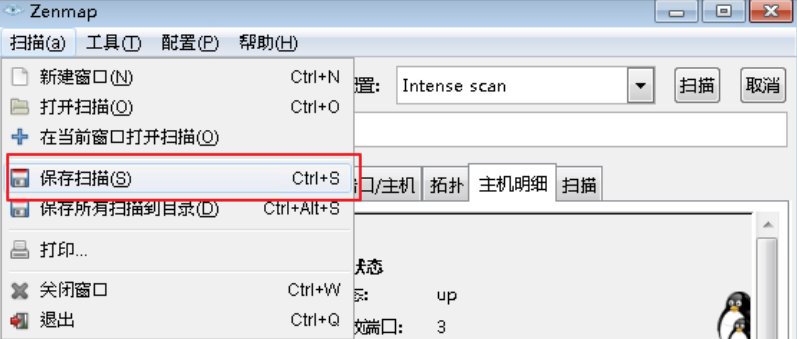 Zenmap
扫描(a) 工具(T) 配置(P) 帮助(H)
新建窗口(N) Ctrl+N
置: Intense scan 扫描 取消
打开扫描(O) Ctrl+O
在当前窗口打开扫描(O)
保存扫描(S) Ctrl+S
口/主机 拓扑 主机明细 扫描
保存所有扫描到目录(D) Ctrl+Alt+S
打印...
状态
关闭窗口 Ctrl+W
态: up
退出 Ctrl+Q
放端口: 3